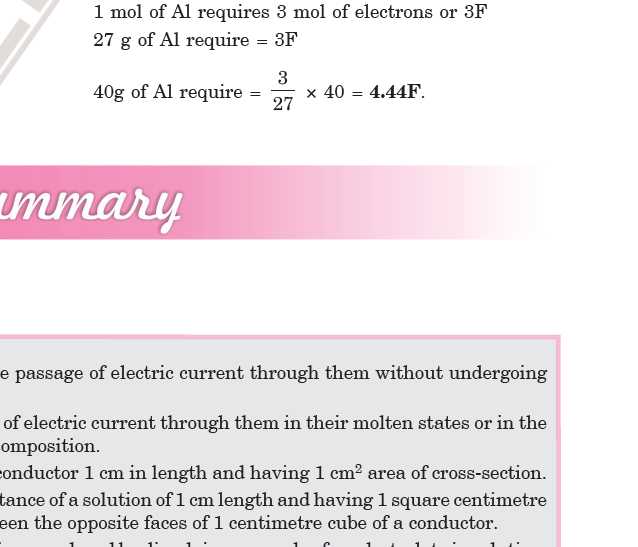 1 mol of Al requires 3 mol of electrons or 3F
27 g of Al require = 3F
40g of Al require = 3/27 × 40 = 4.44F.
ummary
e passage of electric current through them without undergoing
of electric current through them in their molten states or in the
omposition.
conductor 1 cm in length and having 1 cm² area of cross-section.
tance of a solution of 1 cm length and having 1 square centimetre
een the opposite faces of 1 centimetre cube of a conductor.